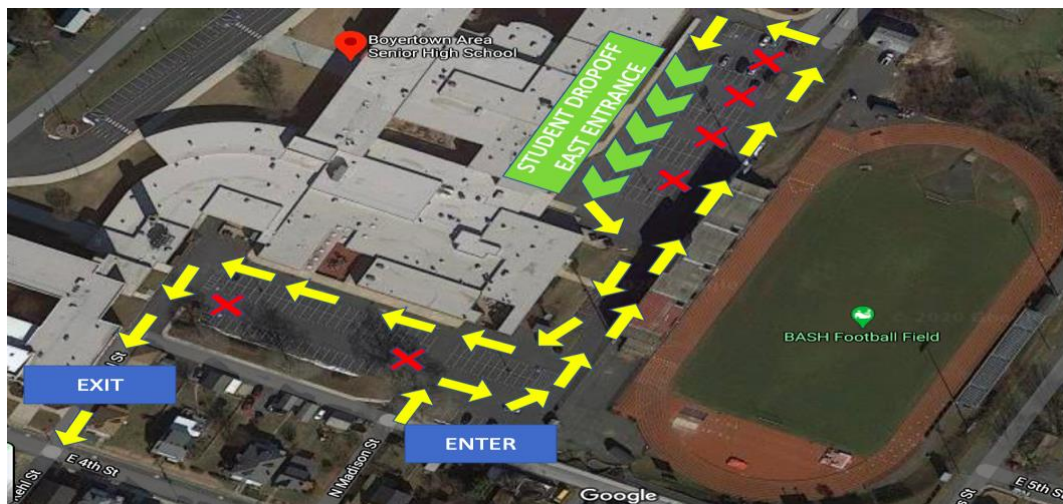 Boyertown Area
Senior High School
STUDENT DROPOFF
EAST ENTRANCE
BASH Football Field
EXIT
ENTER
N Madison St
E 4th St
E 5th St
Google